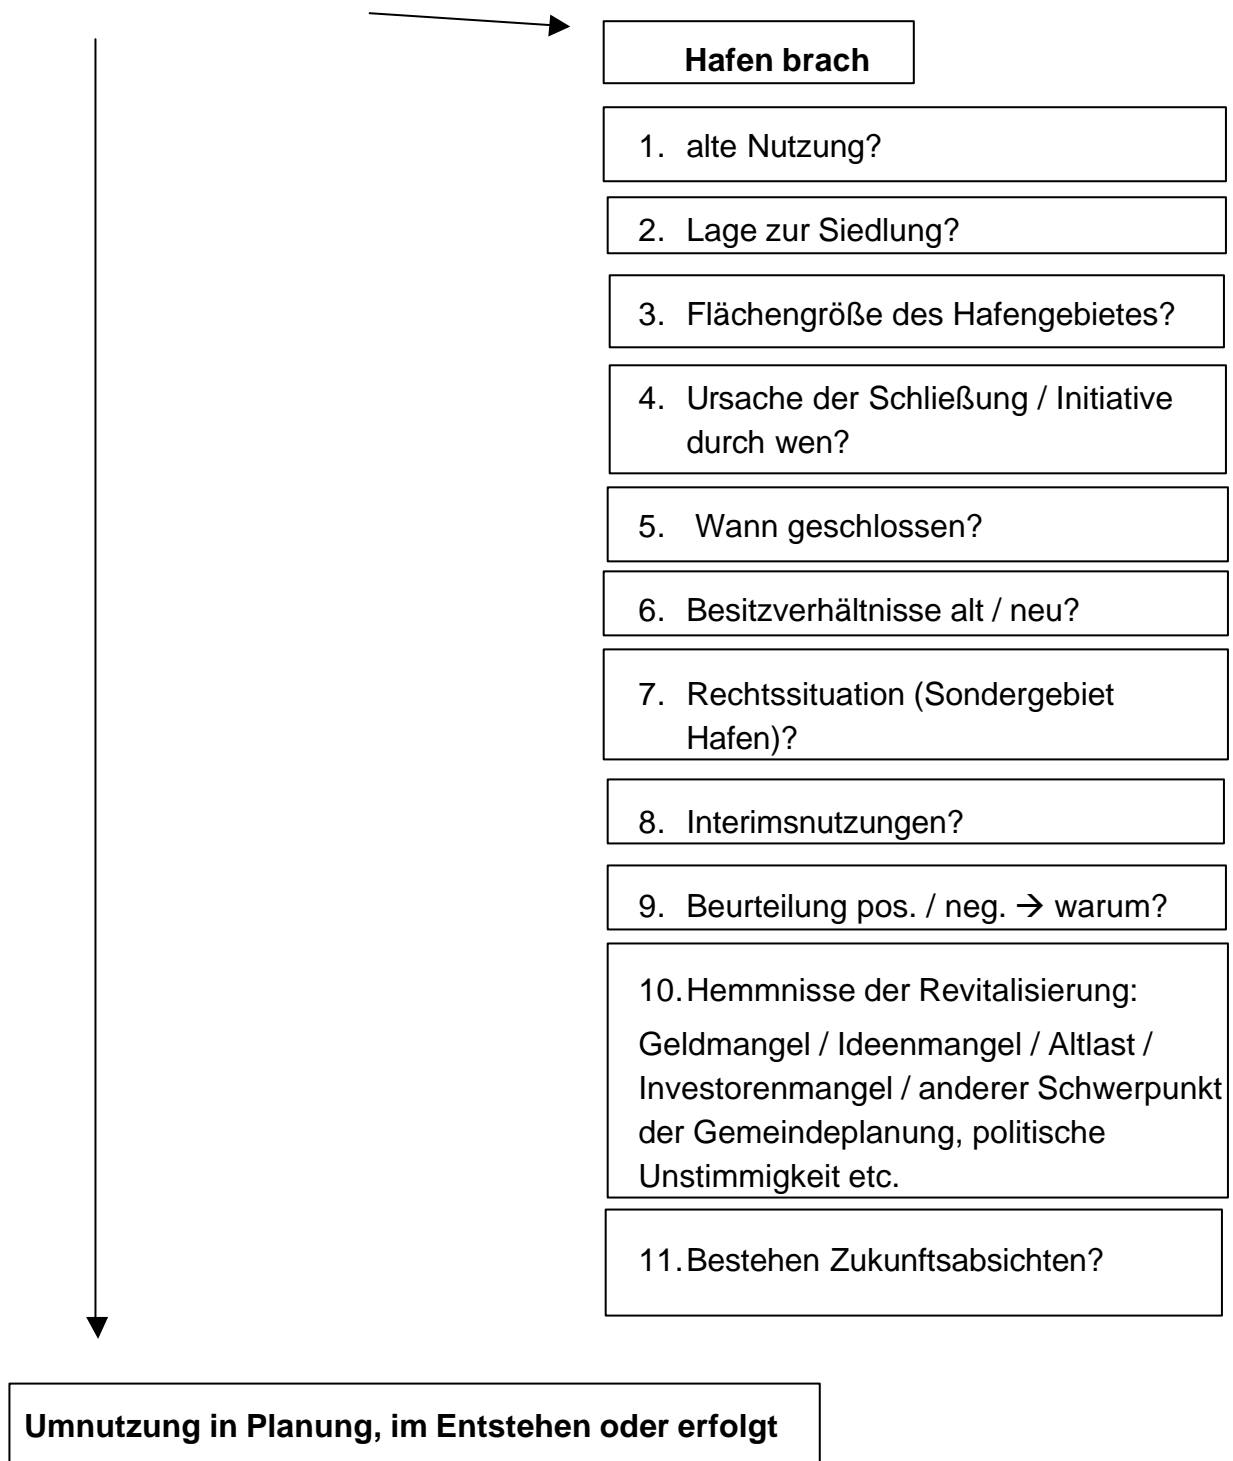 Hafen brach
1. alte Nutzung?
2. Lage zur Siedlung?
3. Flächengröße des Hafengebietes?
4. Ursache der Schließung / Initiative
durch wen?
5. Wann geschlossen?
6. Besitzverhältnisse alt / neu?
7. Rechtssituation (Sondergebiet
Hafen)?
8. Interimsnutzungen?
9. Beurteilung pos. / neg. → warum?
10. Hemmnisse der Revitalisierung:
Geldmangel / Ideenmangel / Altlast /
Investorenmangel / anderer Schwerpunkt
der Gemeindeplanung, politische
Unstimmigkeit etc.
11. Bestehen Zukunftsabsichten?
Umnutzung in Planung, im Entstehen oder erfolgt